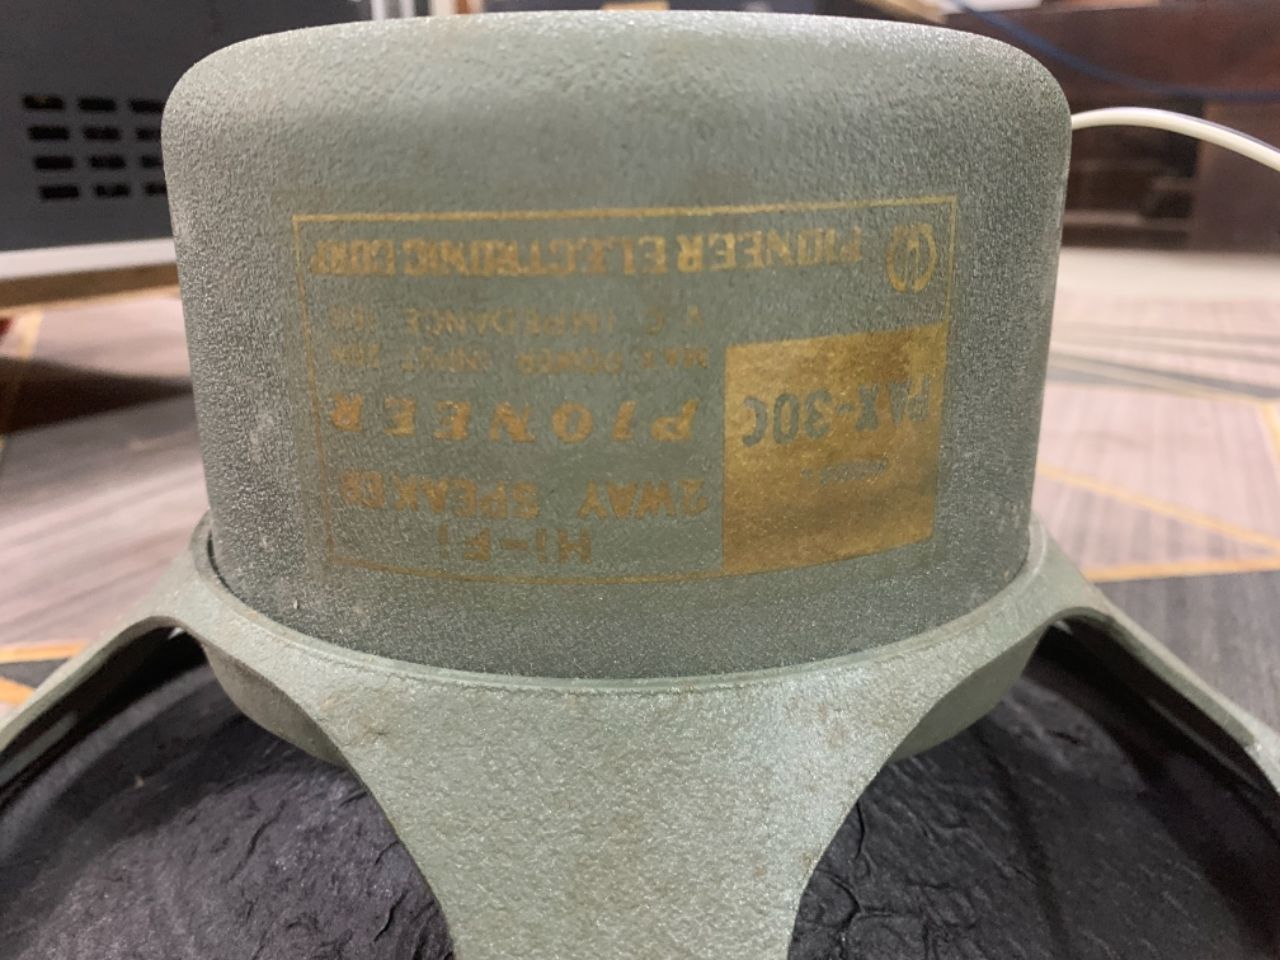 Hi-Fi
2WAY SPEAKER
PIONEER
MAX. POWER INPUT
V.C. IMPEDANCE
PIONEER ELECTRONIC CORP
PAX-30C